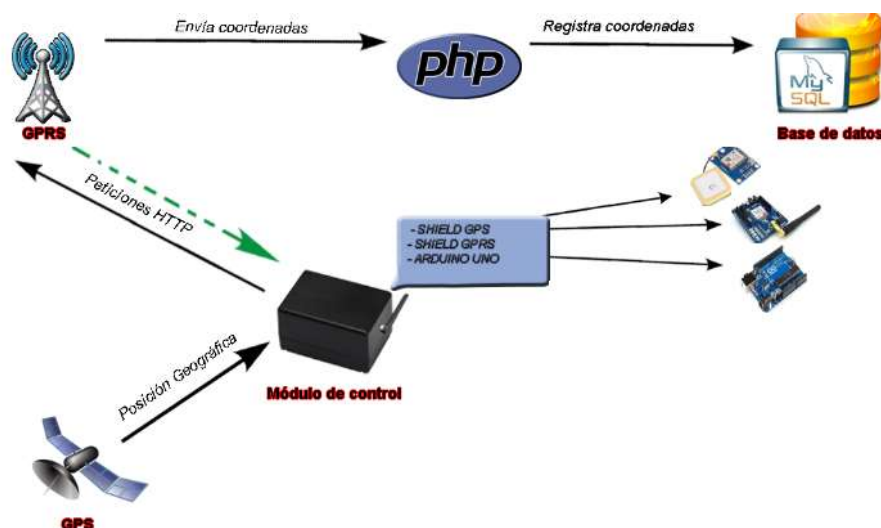 Envía coordenadas
Registra coordenadas
php
My
SQL
GPRS
Base de datos
Peticiones HTTP
- SHIELD GPS
- SHIELD GPRS
- ARDUINO UNO
Posición Geográfica
Módulo de control
GPS